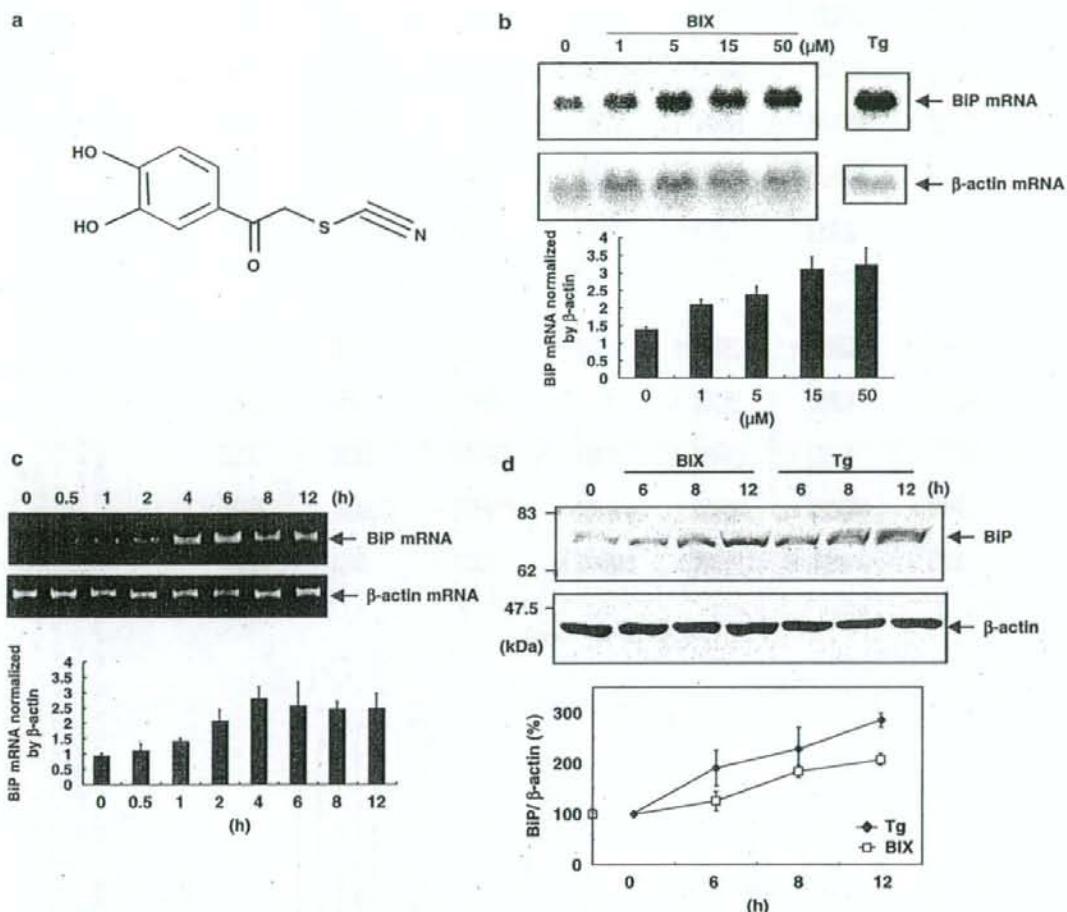 a
HO
HO
O
S
N
b
BIX
0 1 5 15 50 (μM) Tg
BiP mRNA
β-actin mRNA
BiP mRNA normalized
by β-actin
4
3.5
3
2.5
2
1.5
1
0.5
0
0 1 5 15 50
(μM)
c
0 0.5 1 2 4 6 8 12 (h)
BiP mRNA
β-actin mRNA
BiP mRNA normalized
by β-actin
4
3.5
3
2.5
2
1.5
1
0.5
0
0 0.5 1 2 4 6 8 12
(h)
d
BIX Tg
0 6 8 12 6 8 12 (h)
83
BiP
62
47.5
β-actin
(kDa)
BiP/ β-actin (%)
300
200
100
0
Tg
BIX
0 6 8 12
(h)